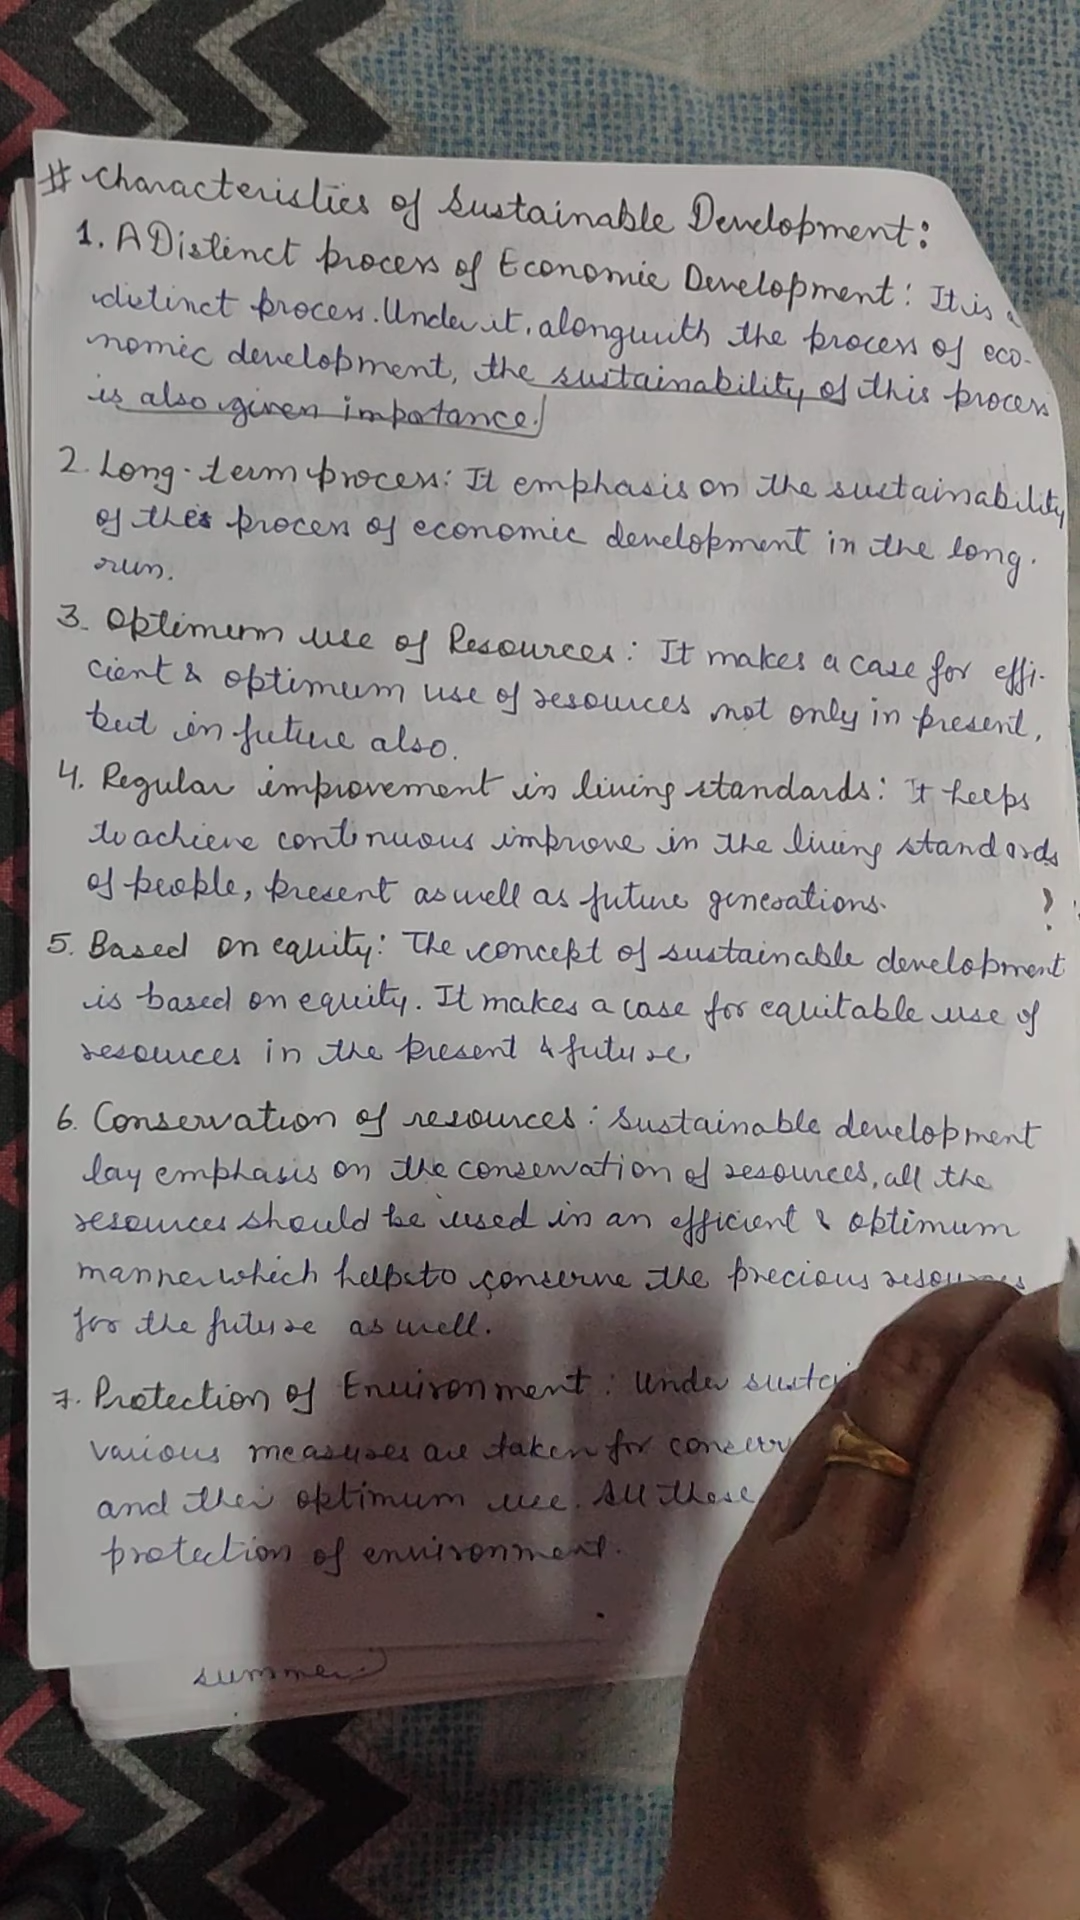 # Characteristics of Sustainable Development:
1. A Distinct process of Economic Development: It is a
distinct process. Under it, alongwith the process of eco-
nomic development, the sustainability of this process
is also given importance.
2. Long-term process: It emphasis on the sustainability
of the process of economic development in the long-
run.
3. Optimum use of Resources: It makes a case for effi-
cient & optimum use of resources not only in present,
but in future also.
4. Regular improvement in living standards: It helps
to achieve continuous improve in the living standards
of people, present as well as future generations.
5. Based on equity: The concept of sustainable development
is based on equity. It makes a case for equitable use of
resources in the present & future.
6. Conservation of resources: Sustainable development
lay emphasis on the conservation of resources, all the
resources should be used in an efficient & optimum
manner which helps to conserve the precious resources
for the future as well.
7. Protection of Environment: Under
various measures are taken for
and their optimum use. All these
protection of environment.
summer